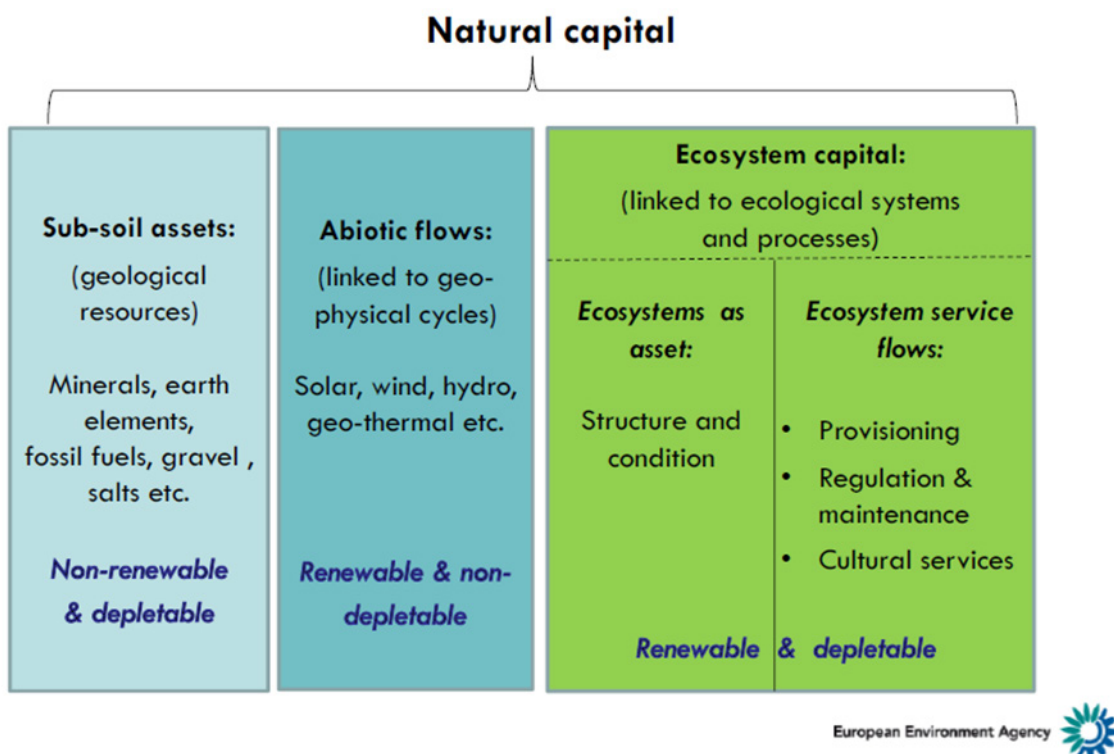 Natural capital
Sub-soil assets:
(geological
resources)
Minerals, earth
elements,
fossil fuels, gravel ,
salts etc.
Non-renewable
& depletable
Abiotic flows:
(linked to geo-
physical cycles)
Solar, wind, hydro,
geo-thermal etc.
Renewable & non-
depletable
Ecosystem capital:
(linked to ecological systems
and processes)
Ecosystems as
asset:
Structure and
condition
Ecosystem service
flows:
• Provisioning
• Regulation &
maintenance
• Cultural services
Renewable & depletable
European Environment Agency